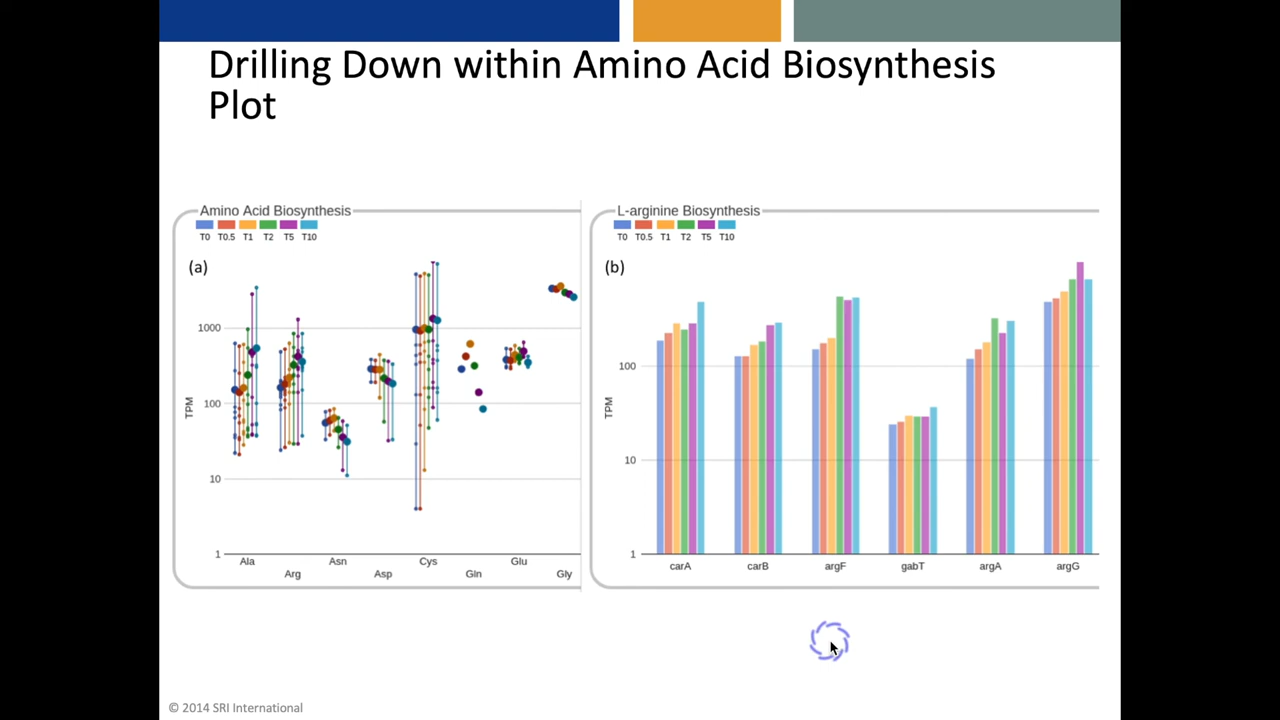 Drilling Down within Amino Acid Biosynthesis
Plot
Amino Acid Biosynthesis
T0 T0.5 T1 T2 T5 T10
(a)
1000
100
10
1
TPM
Ala Arg Asn Asp Cys Gln Glu Gly
L-arginine Biosynthesis
T0 T0.5 T1 T2 T5 T10
(b)
100
10
1
TPM
carA carB argF gabT argA argG
© 2014 SRI International